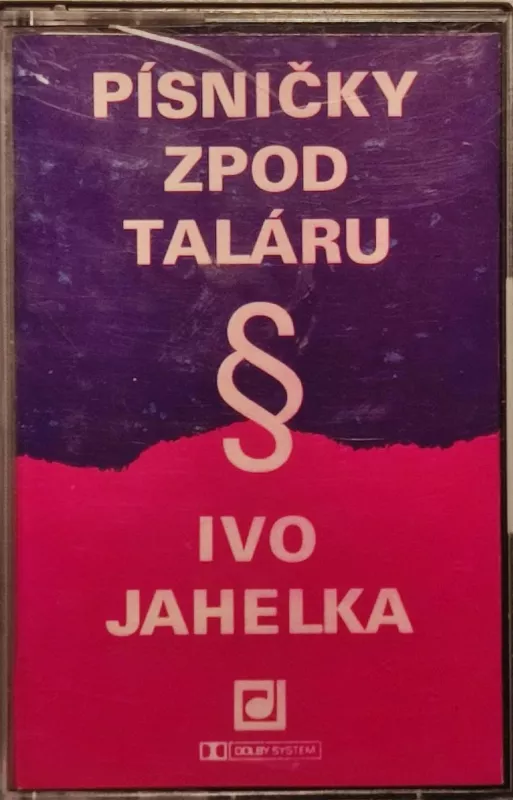 PÍSNIČKY
ZPOD
TALÁRU
§
IVO
JAHELKA
DOLBY SYSTEM